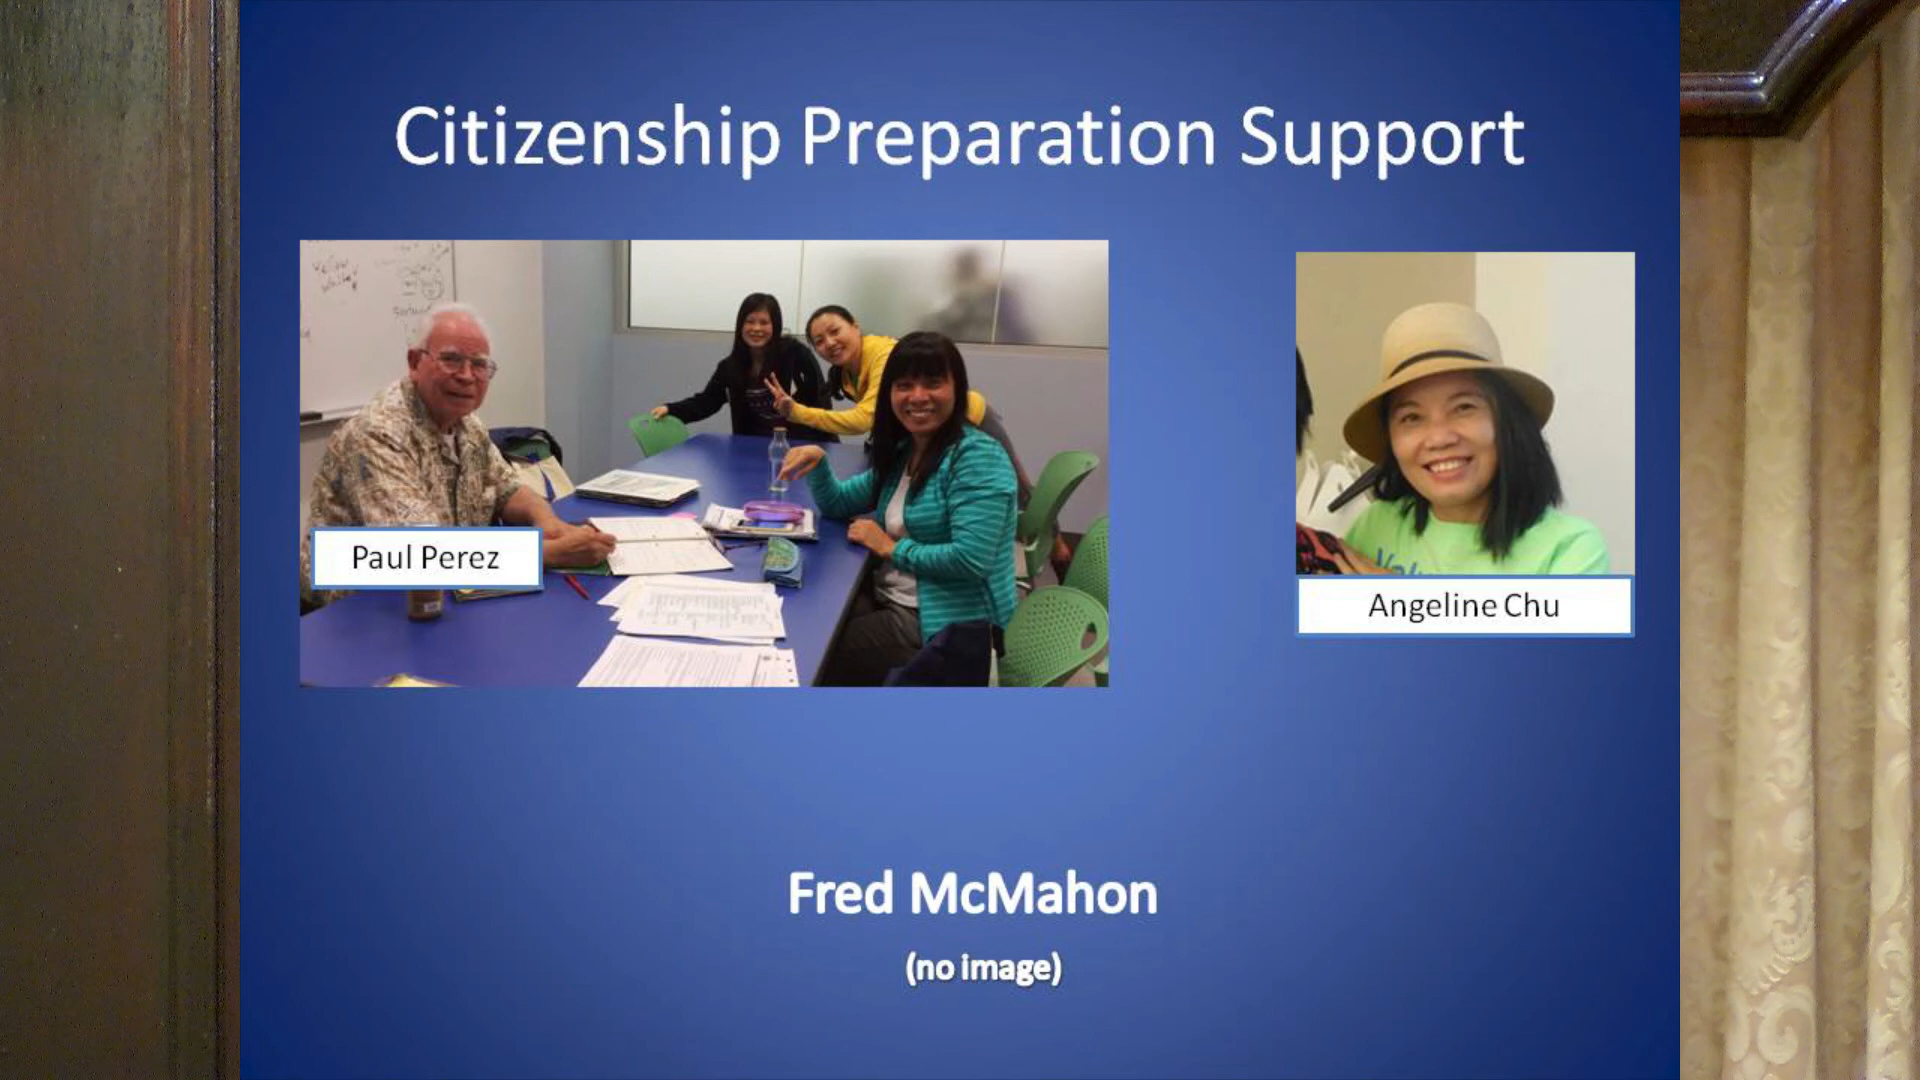 Citizenship Preparation Support
Paul Perez
Angeline Chu
Fred McMahon
(no image)